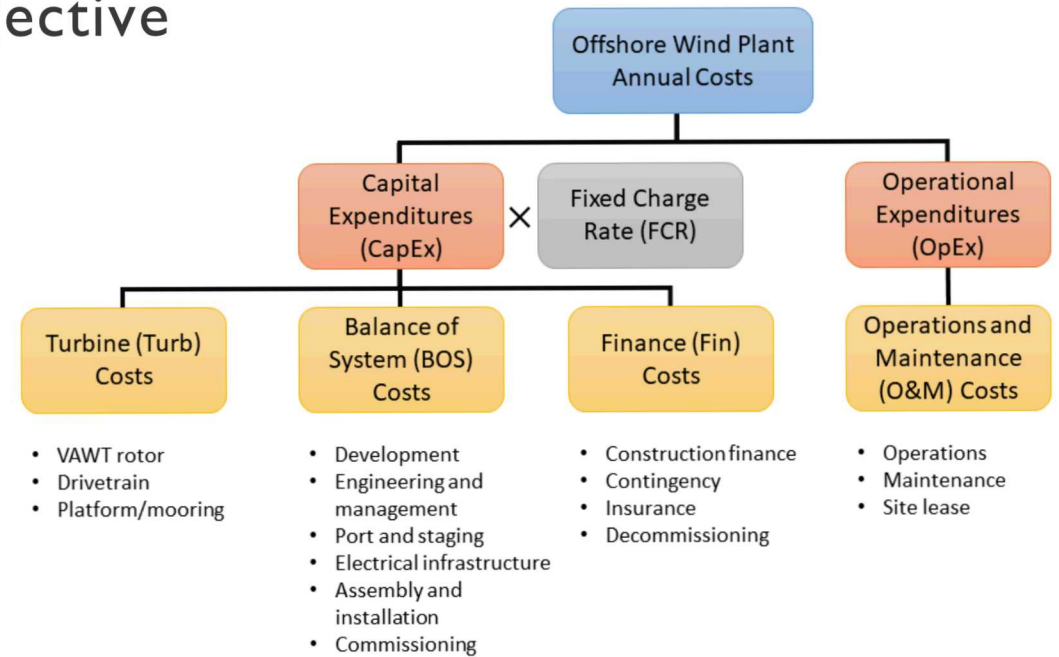 ective
Offshore Wind Plant
Annual Costs
Capital
Expenditures
(CapEx)
×
Fixed Charge
Rate (FCR)
Operational
Expenditures
(OpEx)
Turbine (Turb)
Costs
Balance of
System (BOS)
Costs
Finance (Fin)
Costs
Operations and
Maintenance
(O&M) Costs
• VAWT rotor
• Drivetrain
• Platform/mooring
• Development
• Engineering and
management
• Port and staging
• Electrical infrastructure
• Assembly and
installation
• Commissioning
• Construction finance
• Contingency
• Insurance
• Decommissioning
• Operations
• Maintenance
• Site lease